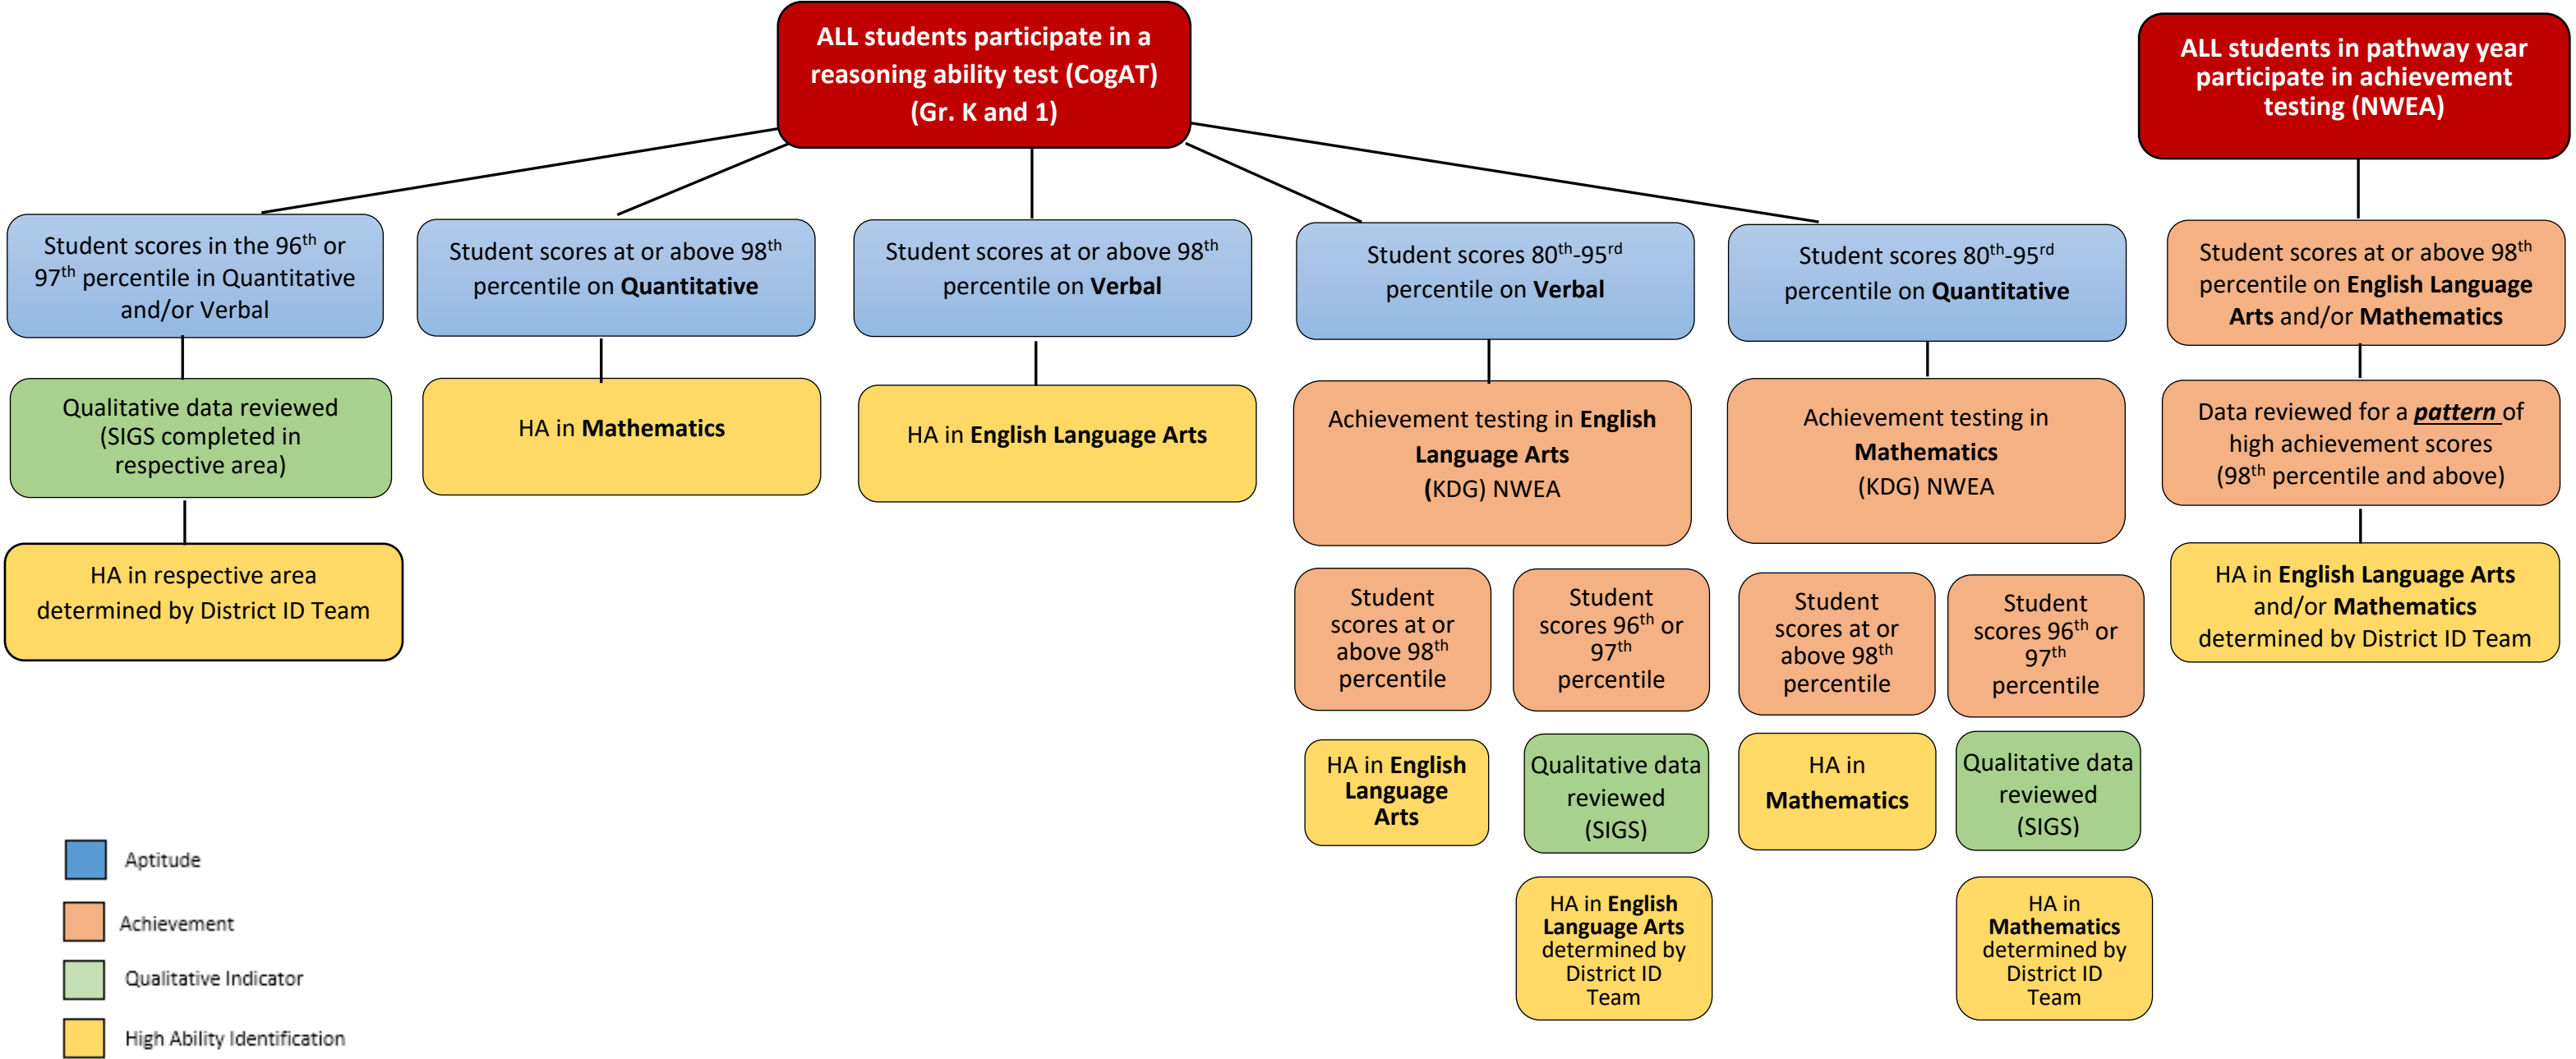 ALL students participate in a
reasoning ability test (CogAT)
(Gr. K and 1)
ALL students in pathway year
participate in achievement
testing (NWEA)
Student scores in the 96th or
97th percentile in Quantitative
and/or Verbal
Student scores at or above 98th
percentile on Quantitative
Student scores at or above 98th
percentile on Verbal
Student scores 80th-95rd
percentile on Verbal
Student scores 80th-95rd
percentile on Quantitative
Student scores at or above 98th
percentile on English Language
Arts and/or Mathematics
Qualitative data reviewed
(SIGS completed in
respective area)
HA in Mathematics
HA in English Language Arts
Achievement testing in English
Language Arts
(KDG) NWEA
Achievement testing in
Mathematics
(KDG) NWEA
Data reviewed for a pattern of
high achievement scores
(98th percentile and above)
HA in respective area
determined by District ID Team
Student
scores at or
above 98th
percentile
Student
scores 96th or
97th
percentile
Student
scores at or
above 98th
percentile
Student
scores 96th or
97th
percentile
HA in English Language Arts
and/or Mathematics
determined by District ID Team
HA in English
Language
Arts
Qualitative data
reviewed
(SIGS)
HA in
Mathematics
Qualitative data
reviewed
(SIGS)
HA in English
Language Arts
determined by
District ID
Team
HA in
Mathematics
determined by
District ID
Team
Aptitude
Achievement
Qualitative Indicator
High Ability Identification